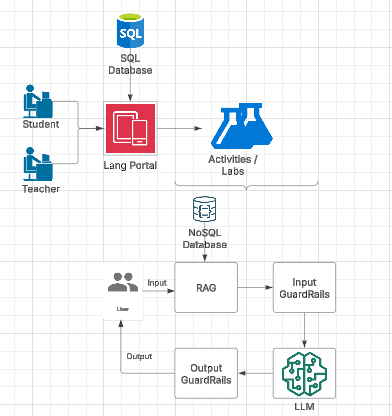 SQL
SQL
Database
Student
Teacher
Lang Portal
Activities /
Labs
NoSQL
Database
User
Input
RAG
Input
GuardRails
Output
Output
GuardRails
LLM